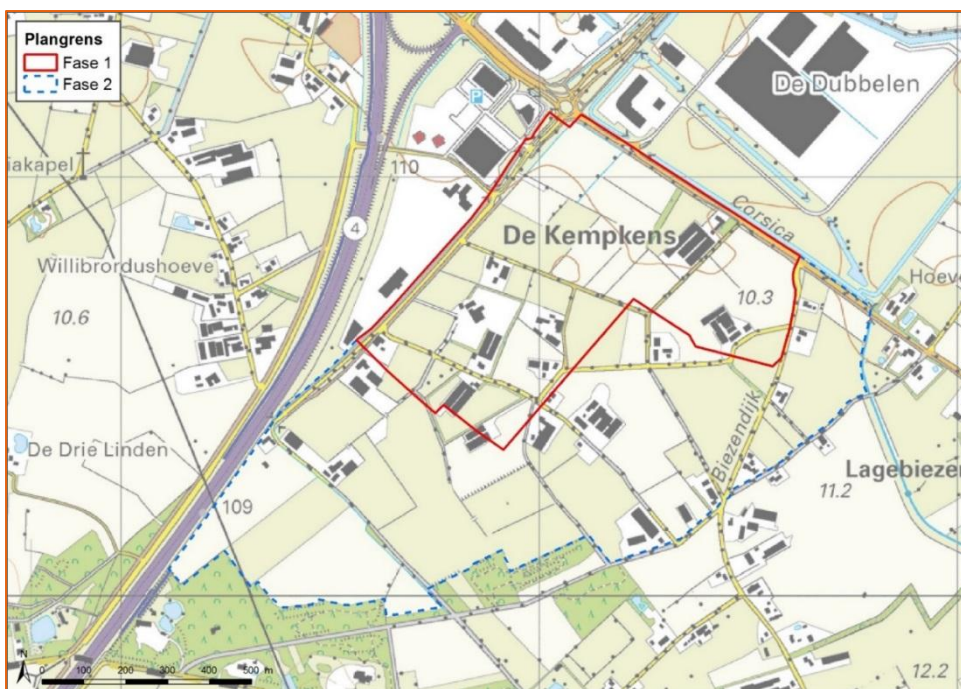 Plangrens
Fase 1
Fase 2
De Dubbelen
P
iakapel
110
Corsica
4
De Kempkens
Willibrordushoeve
Hoeve
10.3
10.6
De Drie Linden
Biezendijk
Lagebiezen
11.2
109
12.2
N
0 100 200 300 400 500 m